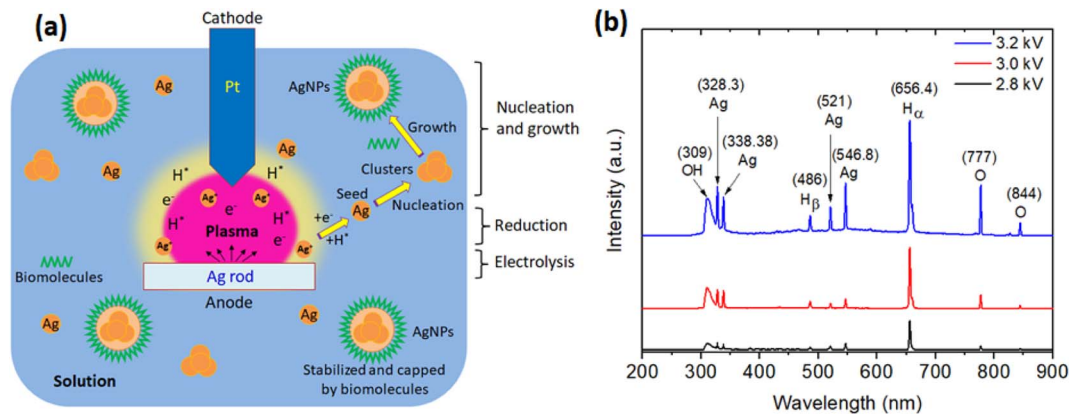 (a)
Cathode
Pt
Ag
AgNPs
Growth
Clusters
Nucleation
Seed
Ag
Ag
H*
H*
e-
Ag+
Ag+
e-
H*
H*
Plasma
e-
Ag+
Ag+
+e-
+H*
Ag rod
Anode
Biomolecules
Nucleation
and growth
Reduction
Electrolysis
Ag
Ag
AgNPs
Solution
Stabilized and capped
by biomolecules
(b)
3.2 kV
3.0 kV
2.8 kV
(309)
OH
(328.3)
Ag
(338.38)
Ag
(486)
Hβ
(521)
Ag
(546.8)
Ag
(656.4)
Hα
(777)
O
(844)
O
Intensity (a.u.)
200 300 400 500 600 700 800 900
Wavelength (nm)